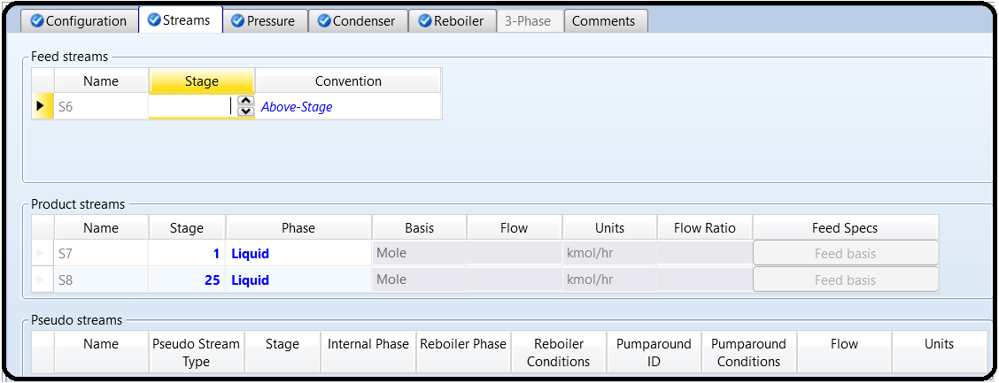 Configuration Streams Pressure Condenser Reboiler 3-Phase Comments
Feed streams
Name Stage Convention
S6 Above-Stage
Product streams
Name Stage Phase Basis Flow Units Flow Ratio Feed Specs
S7 1 Liquid Mole kmol/hr Feed basis
S8 25 Liquid Mole kmol/hr Feed basis
Pseudo streams
Name Pseudo Stream Type Stage Internal Phase Reboiler Phase Reboiler Conditions Pumparound ID Pumparound Conditions Flow Units